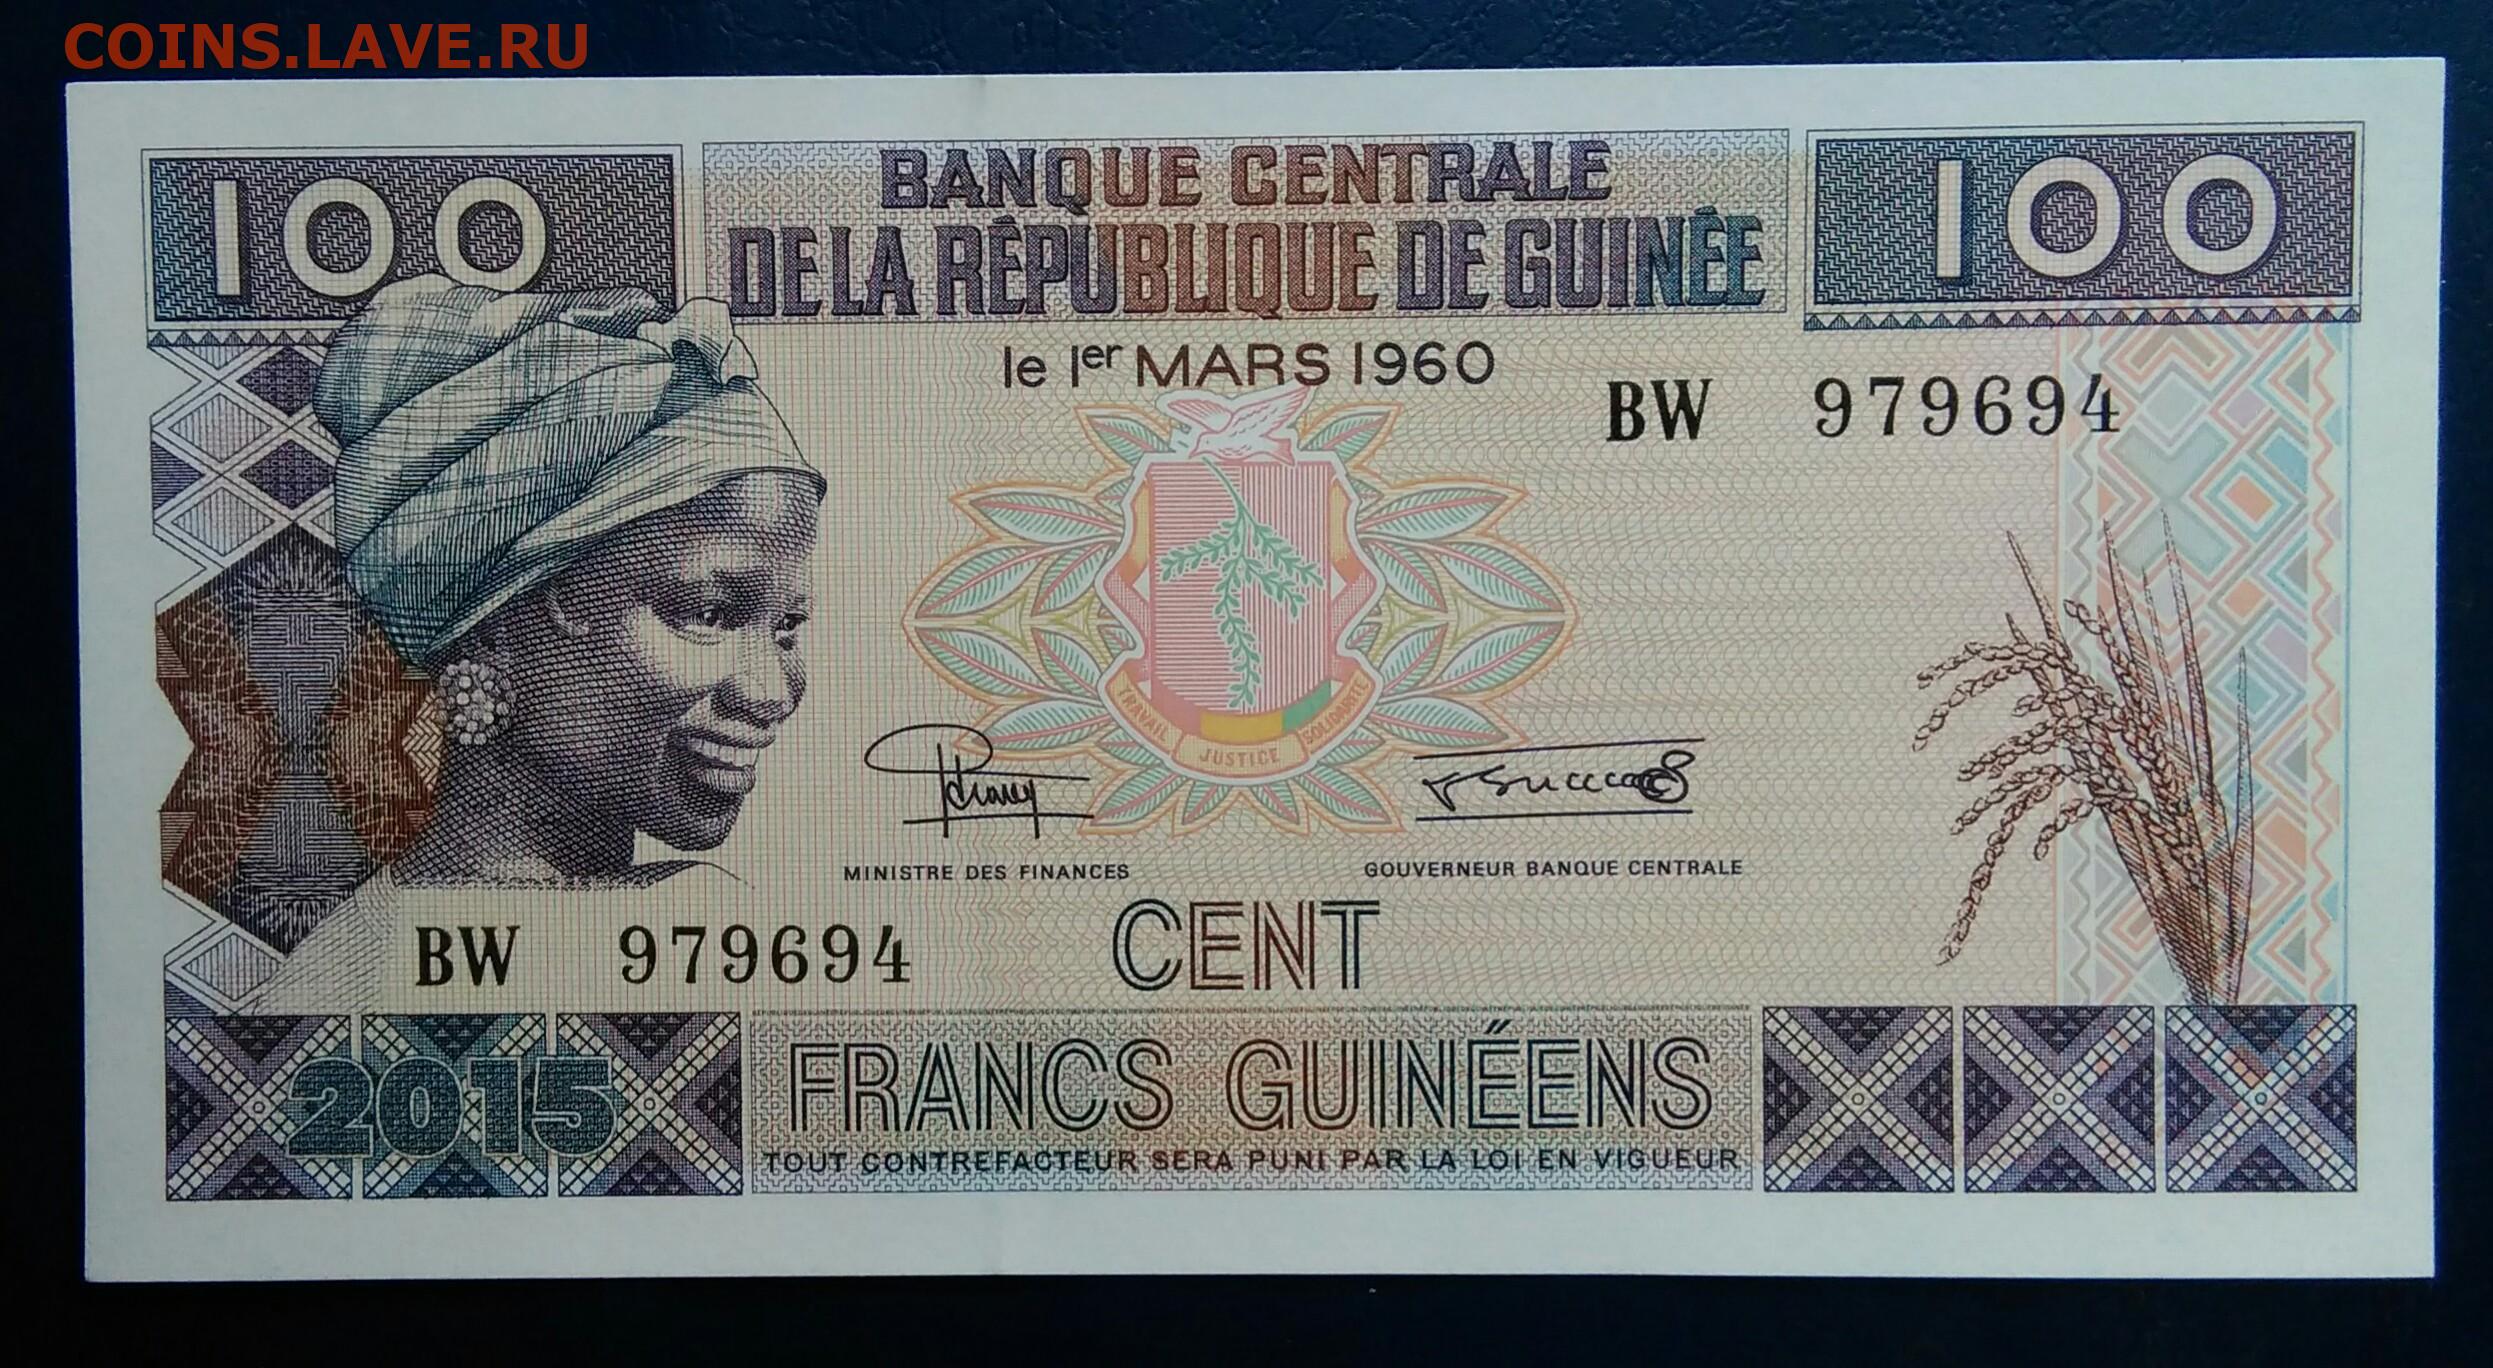 COINS.LAVE.RU
100
BANQUE CENTRALE
DE LA RÉPUBLIQUE DE GUINÉE
100
le 1er MARS 1960
BW 979694
TRAVAIL JUSTICE SOLIDARITÉ
MINISTRE DES FINANCES
GOUVERNEUR BANQUE CENTRALE
BW 979694
CENT
2015
FRANCS GUINÉENS
TOUT CONTREFACTEUR SERA PUNI PAR LA LOI EN VIGUEUR